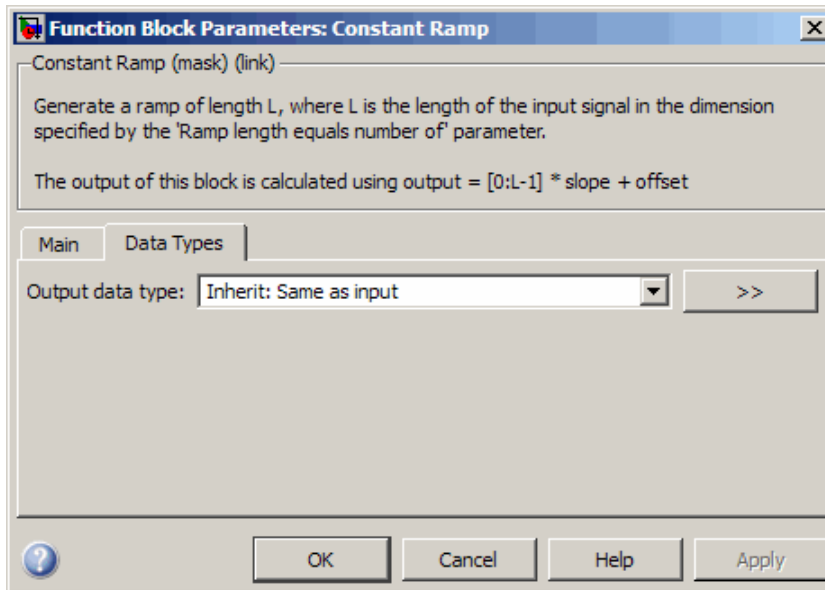 Function Block Parameters: Constant Ramp
Constant Ramp (mask) (link)
Generate a ramp of length L, where L is the length of the input signal in the dimension
specified by the 'Ramp length equals number of' parameter.
The output of this block is calculated using output = [0:L-1] * slope + offset
Main
Data Types
Output data type:
Inherit: Same as input
>>
OK
Cancel
Help
Apply